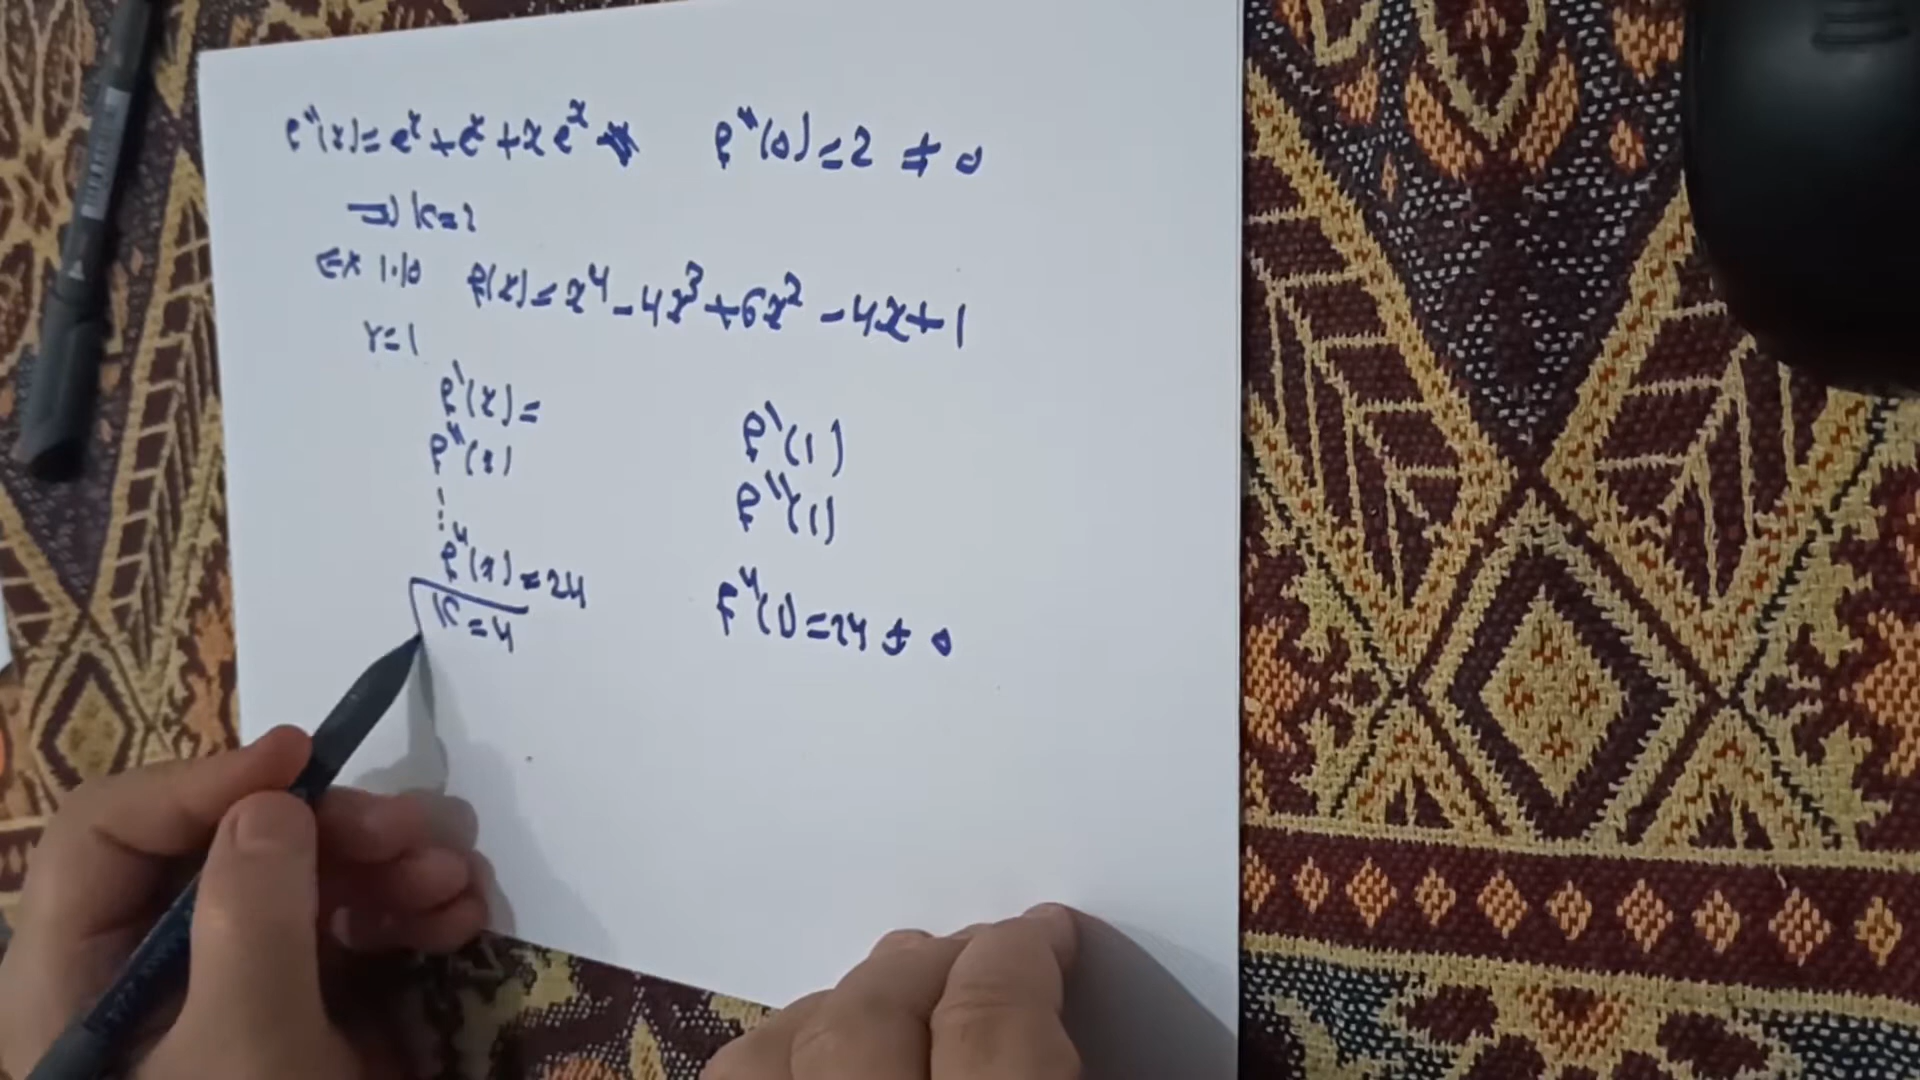 f''(x) = e^x + e^x + x e^x f''(0) = 2 ≠ 0
⇒ k = 2
Ex 1.10 f(x) = x^4 - 4x^3 + 6x^2 - 4x + 1
r = 1
f'(x) = f'(1)
f''(x) f''(1)
⋮
f^4(x) = 24 f^4(1) = 24 ≠ 0
k = 4